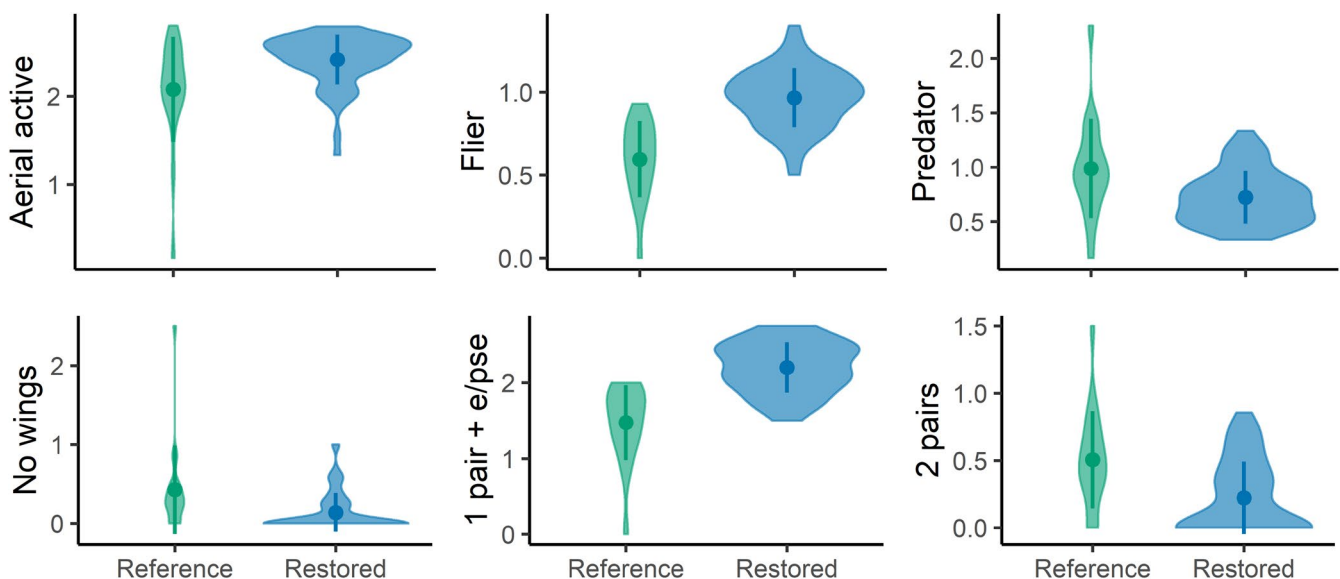 Aerial active
2
1
Flier
1.0
0.5
0.0
Predator
2.0
1.5
1.0
0.5
No wings
2
1
0
Reference Restored
1 pair + e/pse
2
1
0
Reference Restored
2 pairs
1.5
1.0
0.5
0.0
Reference Restored